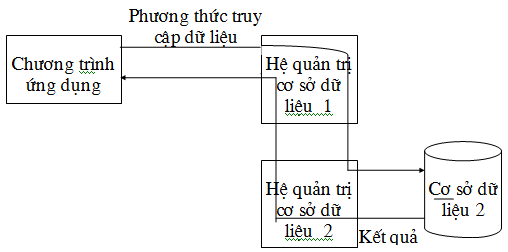 Phương thức truy
cập dữ liệu
Chương trình
ứng dụng
Hệ quản trị
cơ sở dữ
liệu 1
Hệ quản trị
cơ sở dữ
liệu 2
Cơ sở dữ
liệu 2
Kết quả